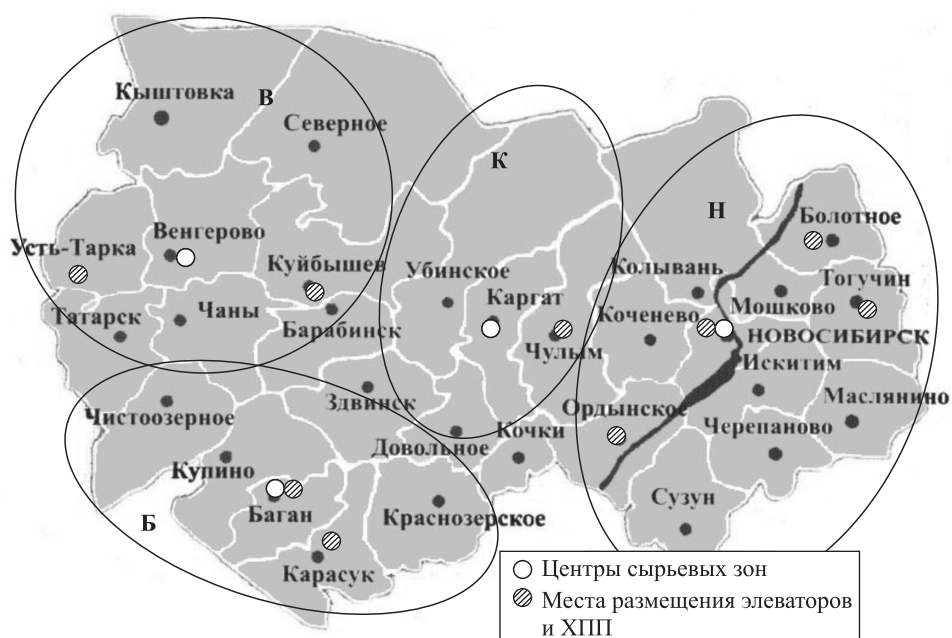 Кыштовка
В
Северное
К
Н
Болотное
Усть-Тарка
Венгерово
Куйбышев
Убинское
Колывань
Тогучин
Каргат
Мошково
Татарск
Чаны
Барабинск
Коченево
Чулым
НОВОСИБИРСК
Искитим
Чистоозерное
Здвинск
Ордынское
Маслянино
Довольное
Кочки
Черепаново
Купино
Сузун
Баган
Краснозерское
Б
Карасук
Центры сырьевых зон
Места размещения элеваторов
и ХПП